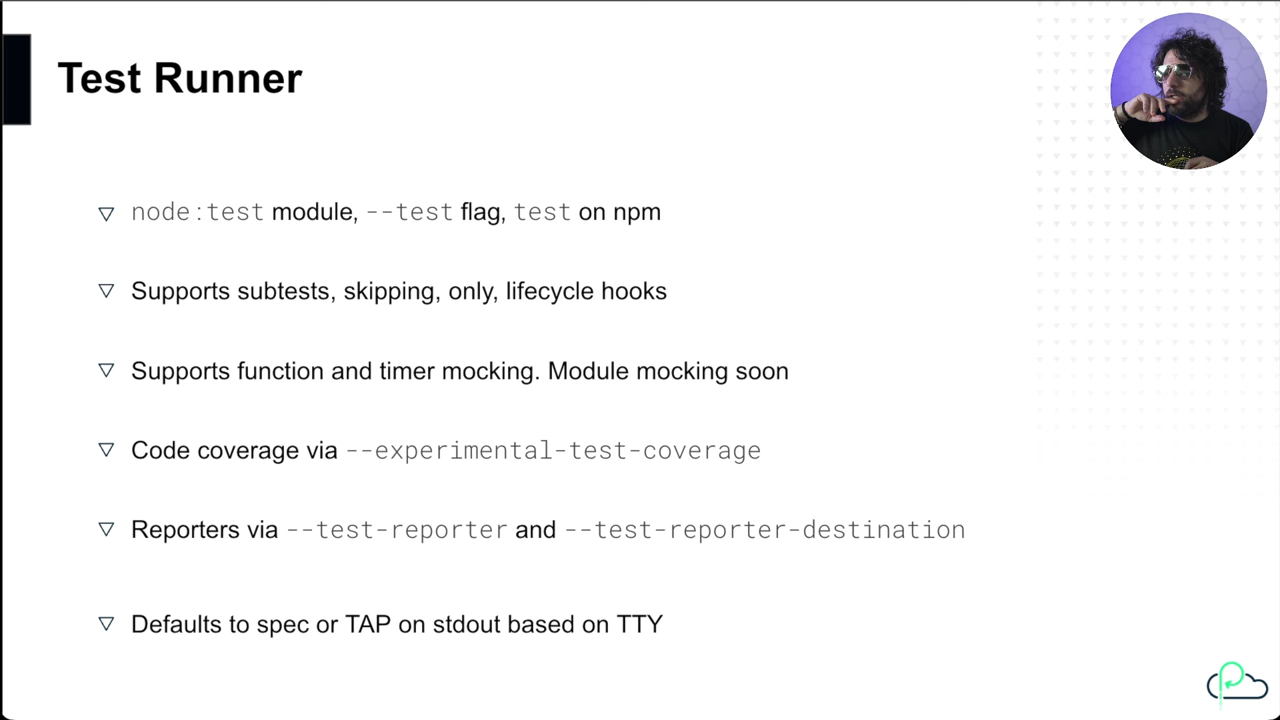 Test Runner
node:test module, --test flag, test on npm
Supports subtests, skipping, only, lifecycle hooks
Supports function and timer mocking. Module mocking soon
Code coverage via --experimental-test-coverage
Reporters via --test-reporter and --test-reporter-destination
Defaults to spec or TAP on stdout based on TTY